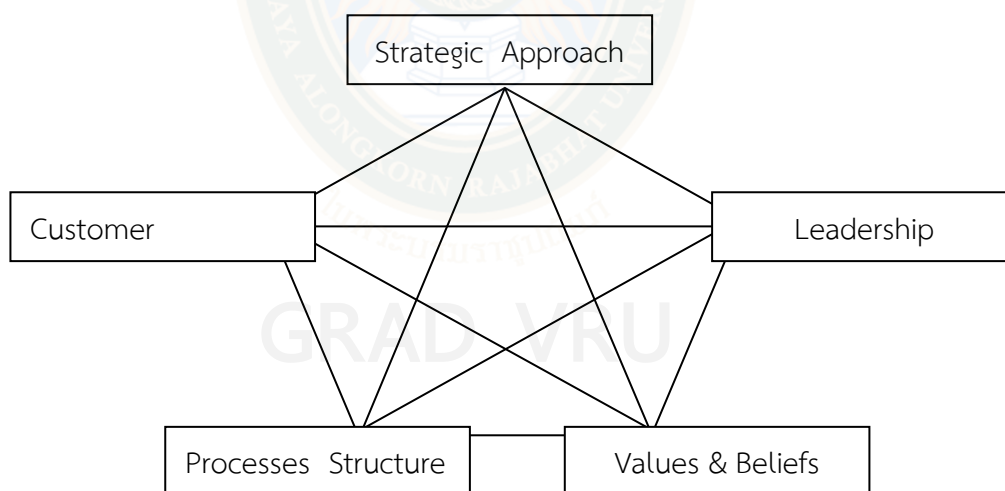 Strategic Approach
Customer
Leadership
GRAD VRU
Processes Structure
Values & Beliefs